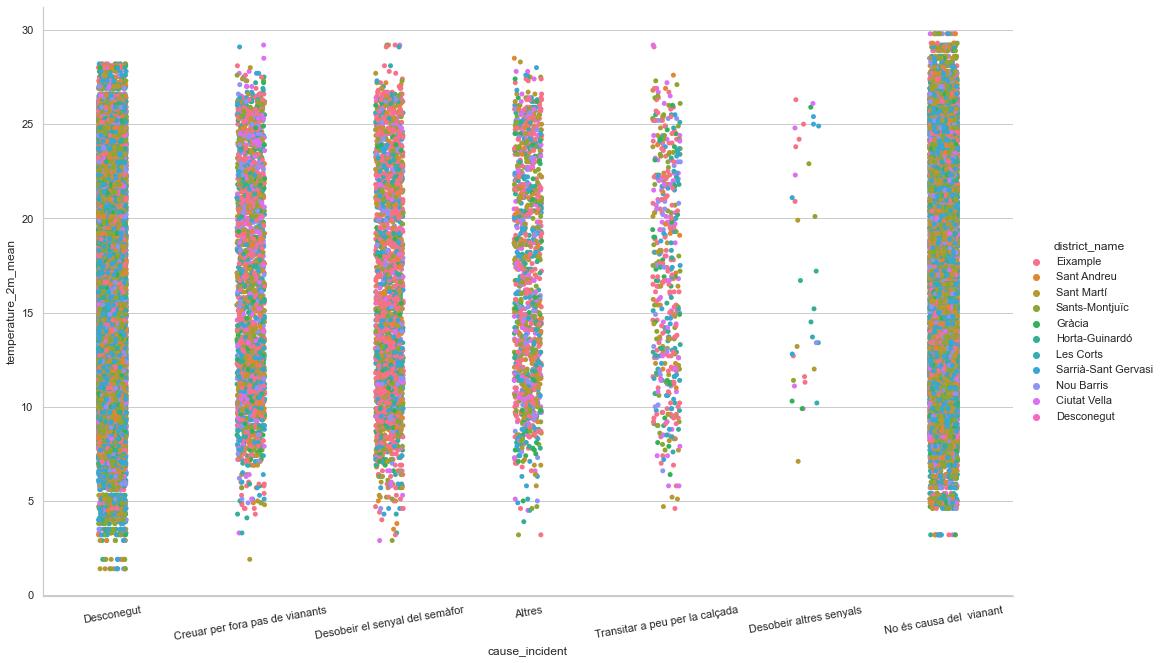 30
25
20
15
10
5
0
temperature_2m_mean
Desconegut
Creuar per fora pas de vianants
Desobeir el senyal del semàfor
Altres
Transitar a peu per la calçada
Desobeir altres senyals
No és causa del  vianant
cause_incident
district_name
Eixample
Sant Andreu
Sant Martí
Sants-Montjuïc
Gràcia
Horta-Guinardó
Les Corts
Sarrià-Sant Gervasi
Nou Barris
Ciutat Vella
Desconegut